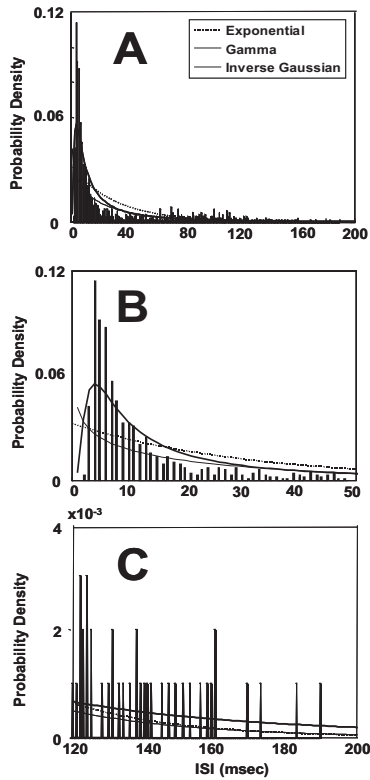 0.12
A
Exponential
Gamma
Inverse Gaussian
Probability Density
0.06
0
0 40 80 120 160 200
0.12
B
Probability Density
0.06
0
0 10 20 30 40 50
x10-3
4
C
Probability Density
2
0
120 140 160 180 200
ISI (msec)